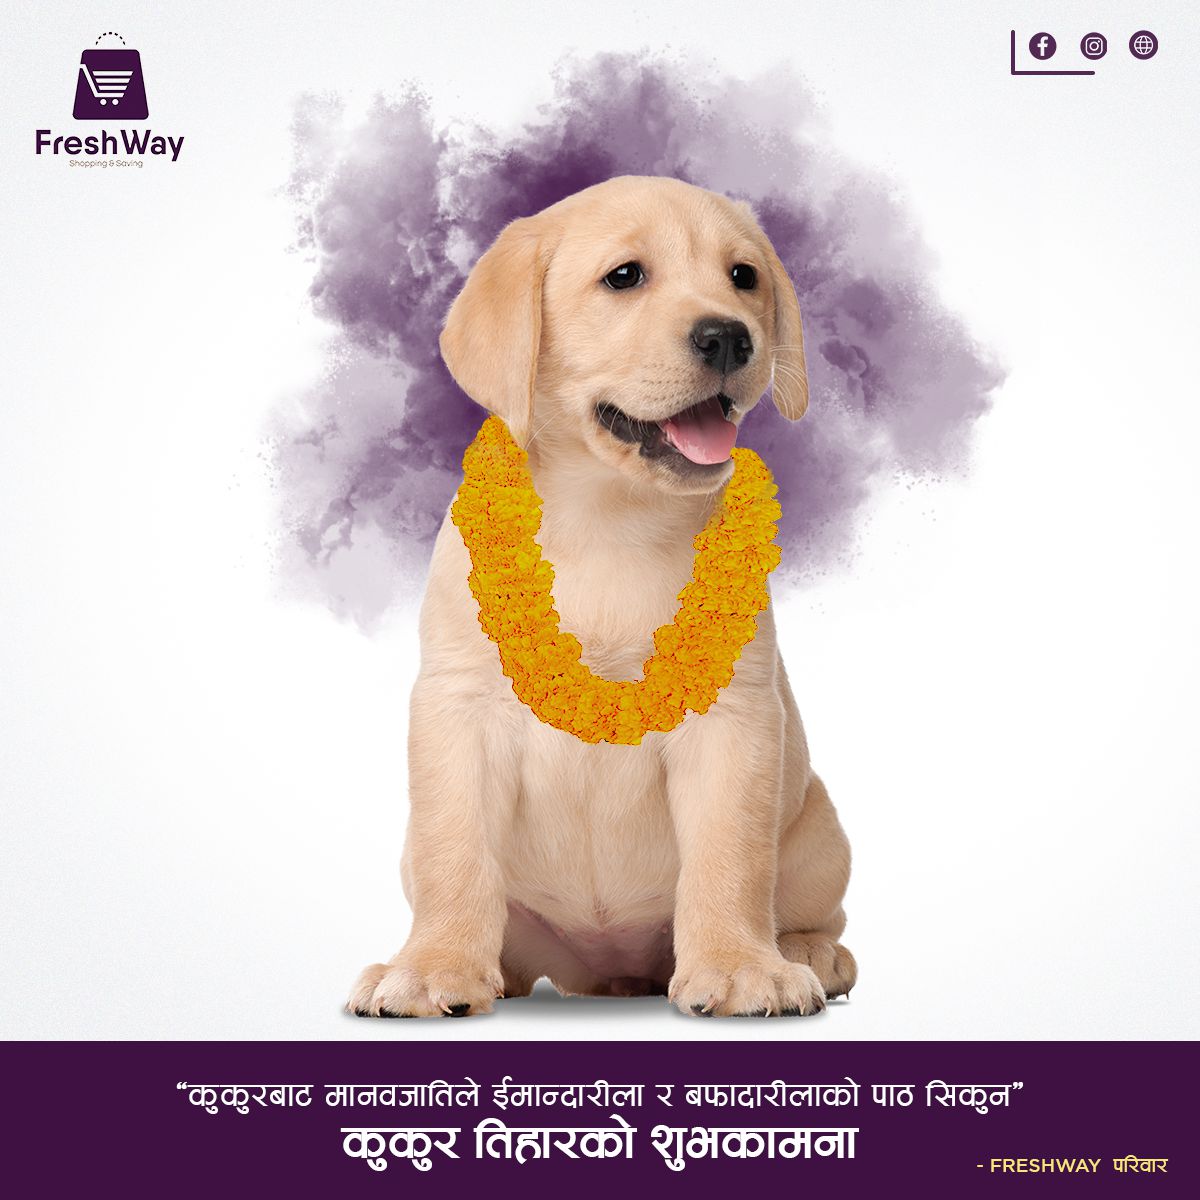 FreshWay
Shopping & Saving
“कुकुरबाट मानवजातिले ईमान्दारीला र बफादारीलाको पाठ सिकुन”
कुकुर तिहारको शुभकामना
- FRESHWAY परिवार